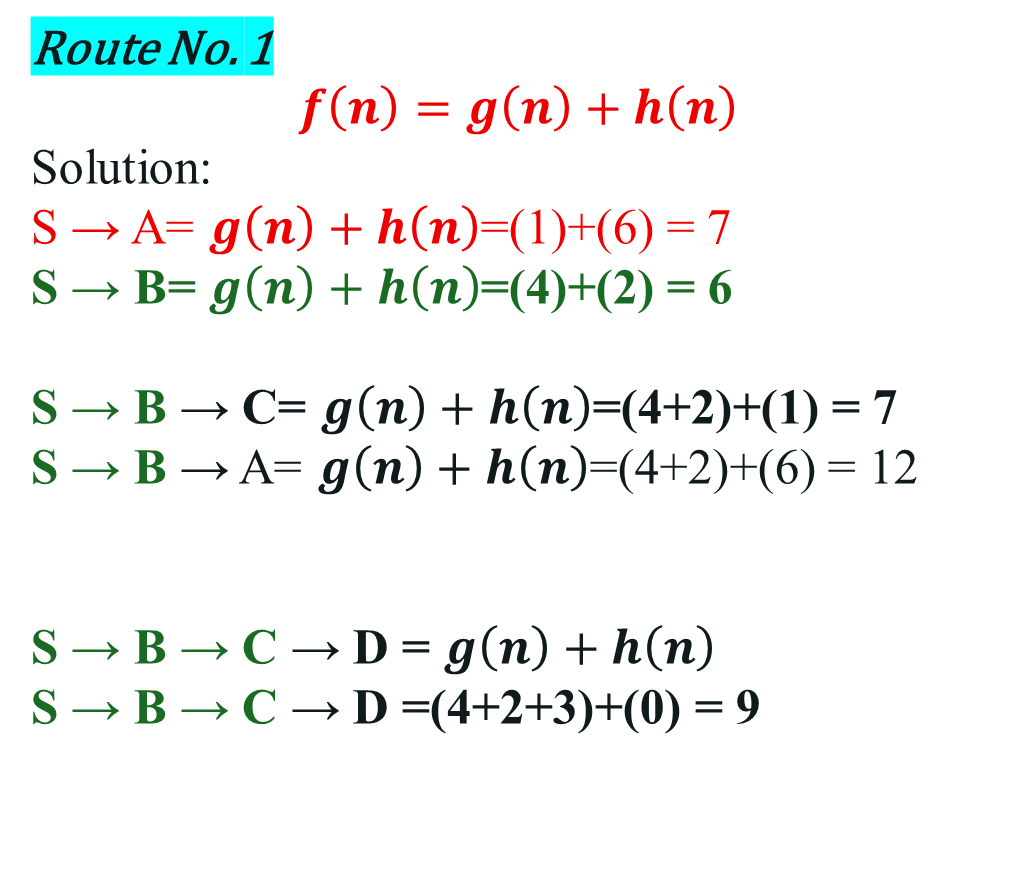 Route No. 1
f(n) = g(n) + h(n)
Solution:
S → A= g(n) + h(n)=(1)+(6) = 7
S → B= g(n) + h(n)=(4)+(2) = 6
S → B → C= g(n) + h(n)=(4+2)+(1) = 7
S → B → A= g(n) + h(n)=(4+2)+(6) = 12
S → B → C → D = g(n) + h(n)
S → B → C → D =(4+2+3)+(0) = 9